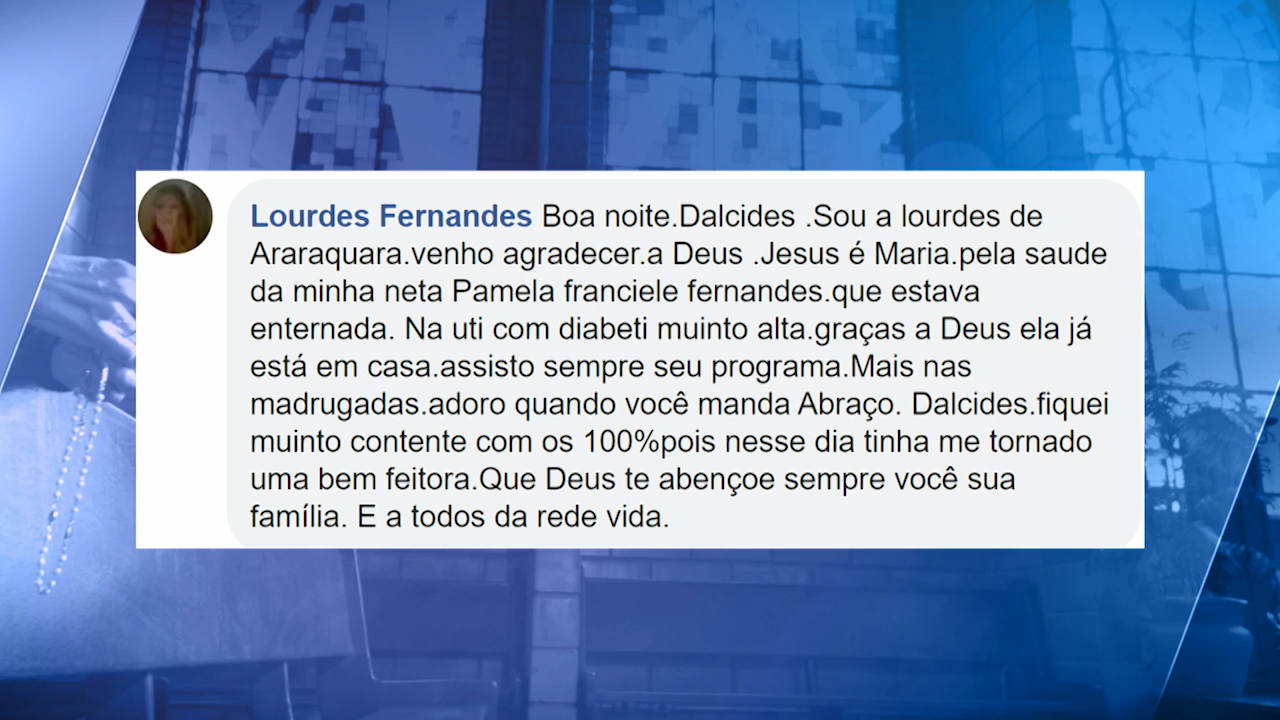 Lourdes Fernandes Boa noite.Dalcides .Sou a lourdes de
Araraquara.venho agradecer.a Deus .Jesus é Maria.pela saude
da minha neta Pamela franciele fernandes.que estava
enternada. Na uti com diabeti muinto alta.graças a Deus ela já
está em casa.assisto sempre seu programa.Mais nas
madrugadas.adoro quando você manda Abraço. Dalcides.fiquei
muinto contente com os 100%pois nesse dia tinha me tornado
uma bem feitora.Que Deus te abençoe sempre você sua
família. E a todos da rede vida.